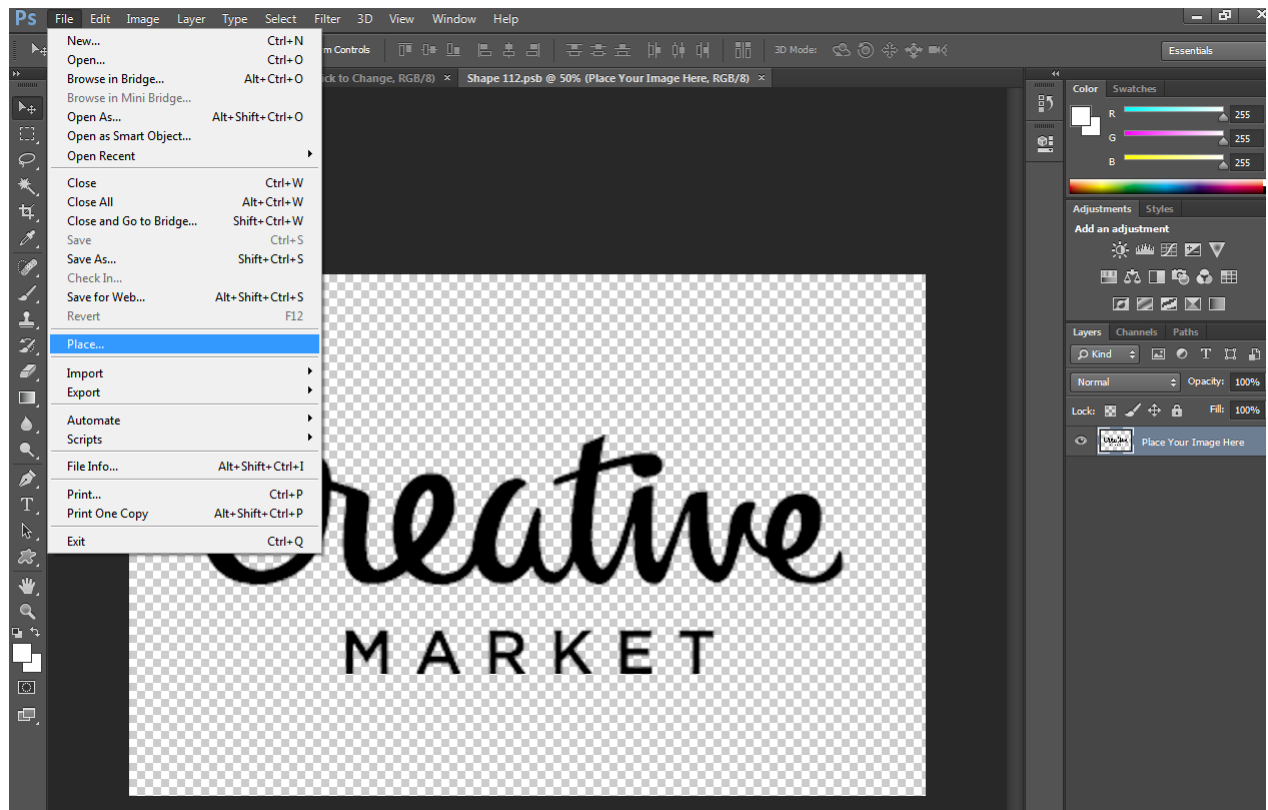 Ps File Edit Image Layer Type Select Filter 3D View Window Help
m Controls 3D Mode: Essentials
ick to Change, RGB/8) × Shape 112.psb @ 50% (Place Your Image Here, RGB/8) ×
New... Ctrl+N
Open... Ctrl+O
Browse in Bridge... Alt+Ctrl+O
Browse in Mini Bridge...
Open As... Alt+Shift+Ctrl+O
Open as Smart Object...
Open Recent
Close Ctrl+W
Close All Alt+Ctrl+W
Close and Go to Bridge... Shift+Ctrl+W
Save Ctrl+S
Save As... Shift+Ctrl+S
Check In...
Save for Web... Alt+Shift+Ctrl+S
Revert F12
Place...
Import
Export
Automate
Scripts
File Info... Alt+Shift+Ctrl+I
Print... Ctrl+P
Print One Copy Alt+Shift+Ctrl+P
Exit Ctrl+Q
Creative
MARKET
Color Swatches
R 255
G 255
B 255
Adjustments Styles
Add an adjustment
Layers Channels Paths
Kind
Normal Opacity: 100%
Lock: Fill: 100%
Place Your Image Here